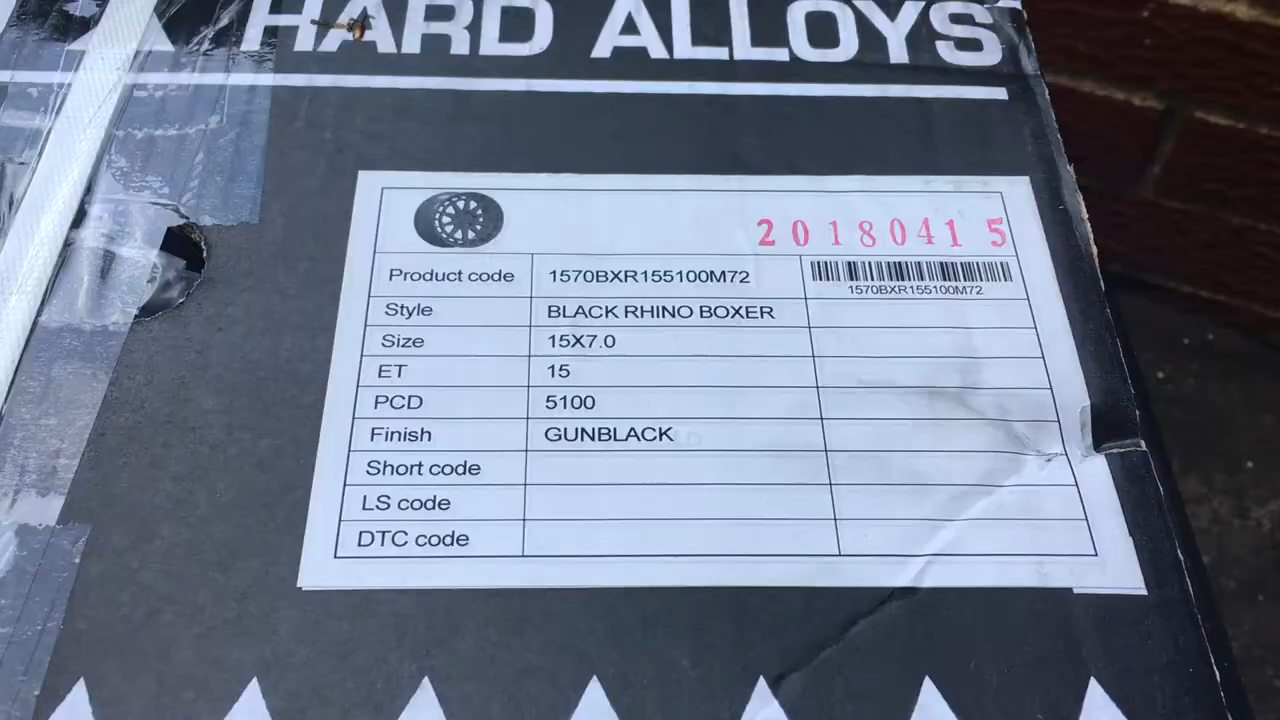 HARD ALLOYS
20180415
Product code 1570BXR155100M72
1570BXR155100M72
Style BLACK RHINO BOXER
Size 15X7.0
ET 15
PCD 5100
Finish GUNBLACK
Short code
LS code
DTC code